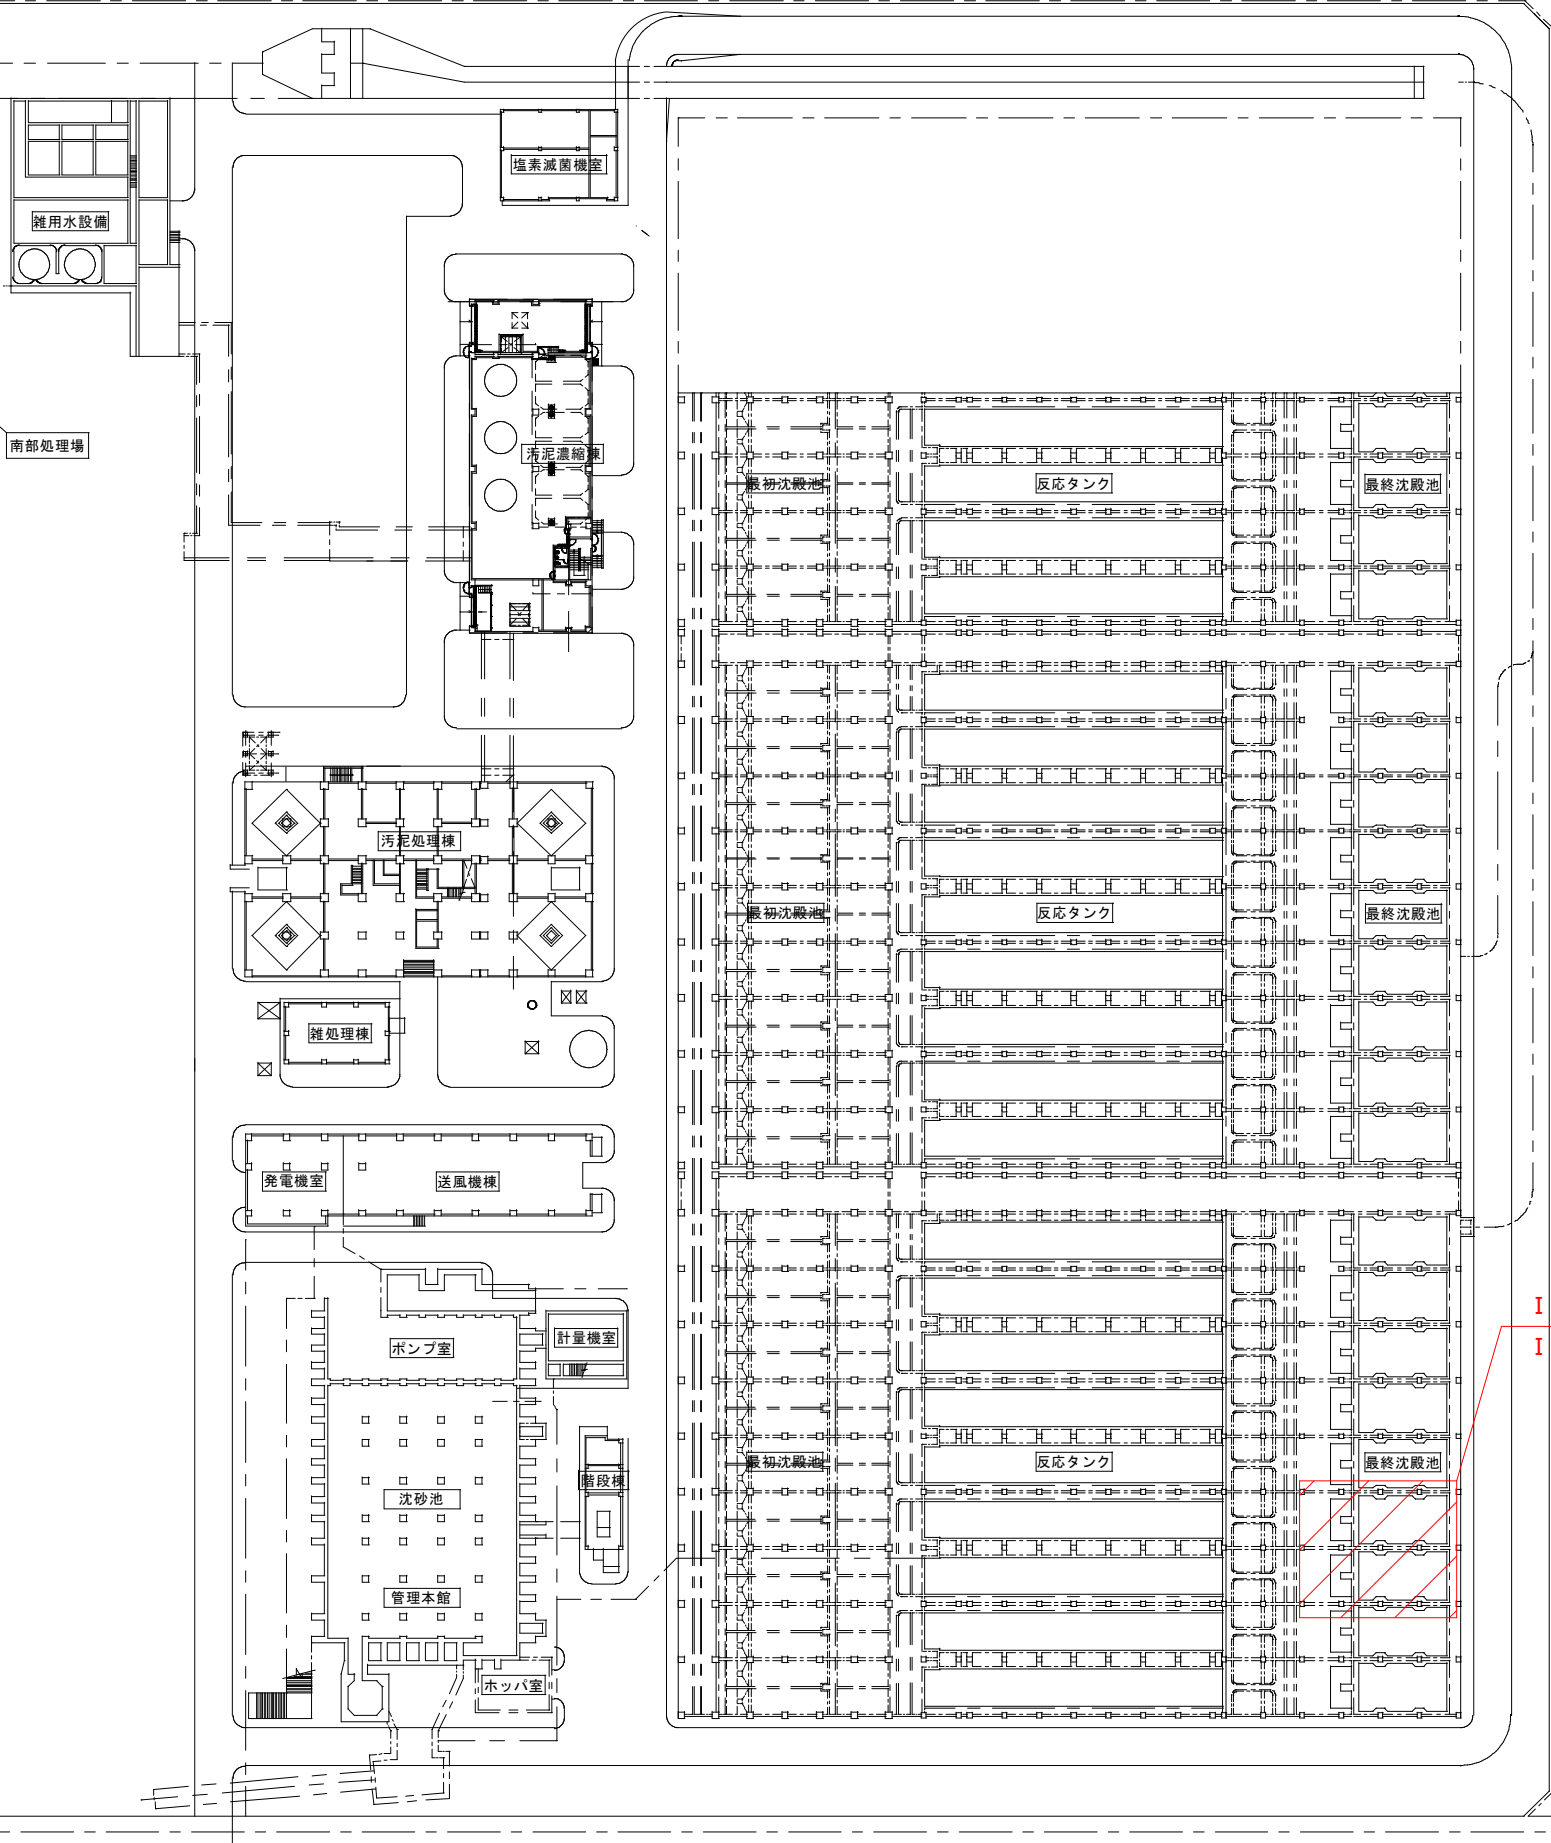 塩素滅菌機室
雑用水設備
南部処理場
汚泥濃縮棟
最初沈殿池
反応タンク
最終沈殿池
汚泥処理棟
最初沈殿池
反応タンク
最終沈殿池
雑処理棟
発電機室
送風機棟
I
I
計量機室
ポンプ室
最初沈殿池
反応タンク
最終沈殿池
階段棟
沈砂池
管理本館
ホッパ室